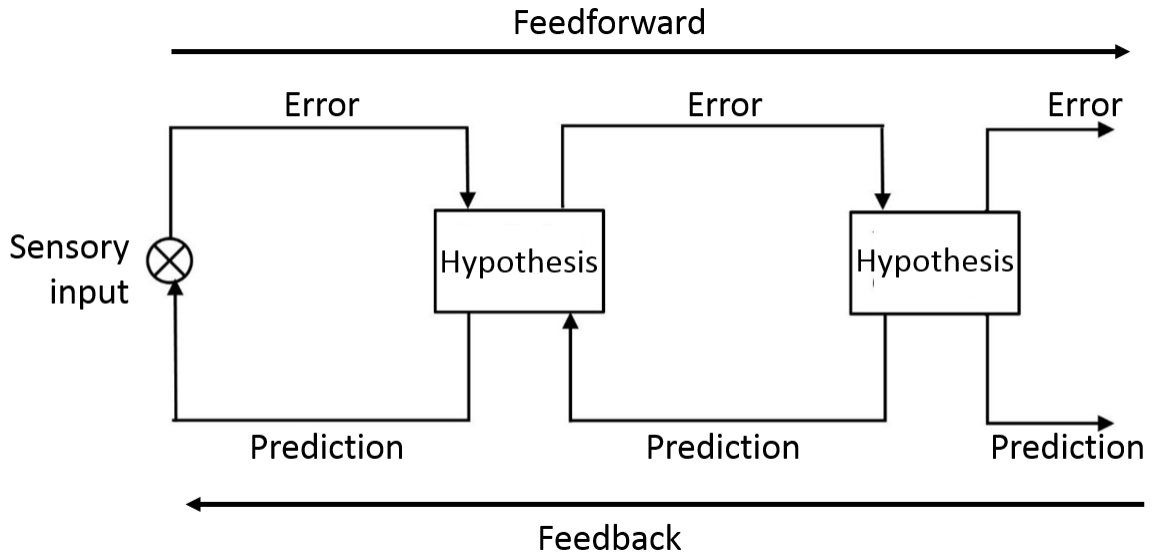 Feedforward
Error
Error
Error
Sensory
input
Hypothesis
Hypothesis
Prediction
Prediction
Prediction
Feedback